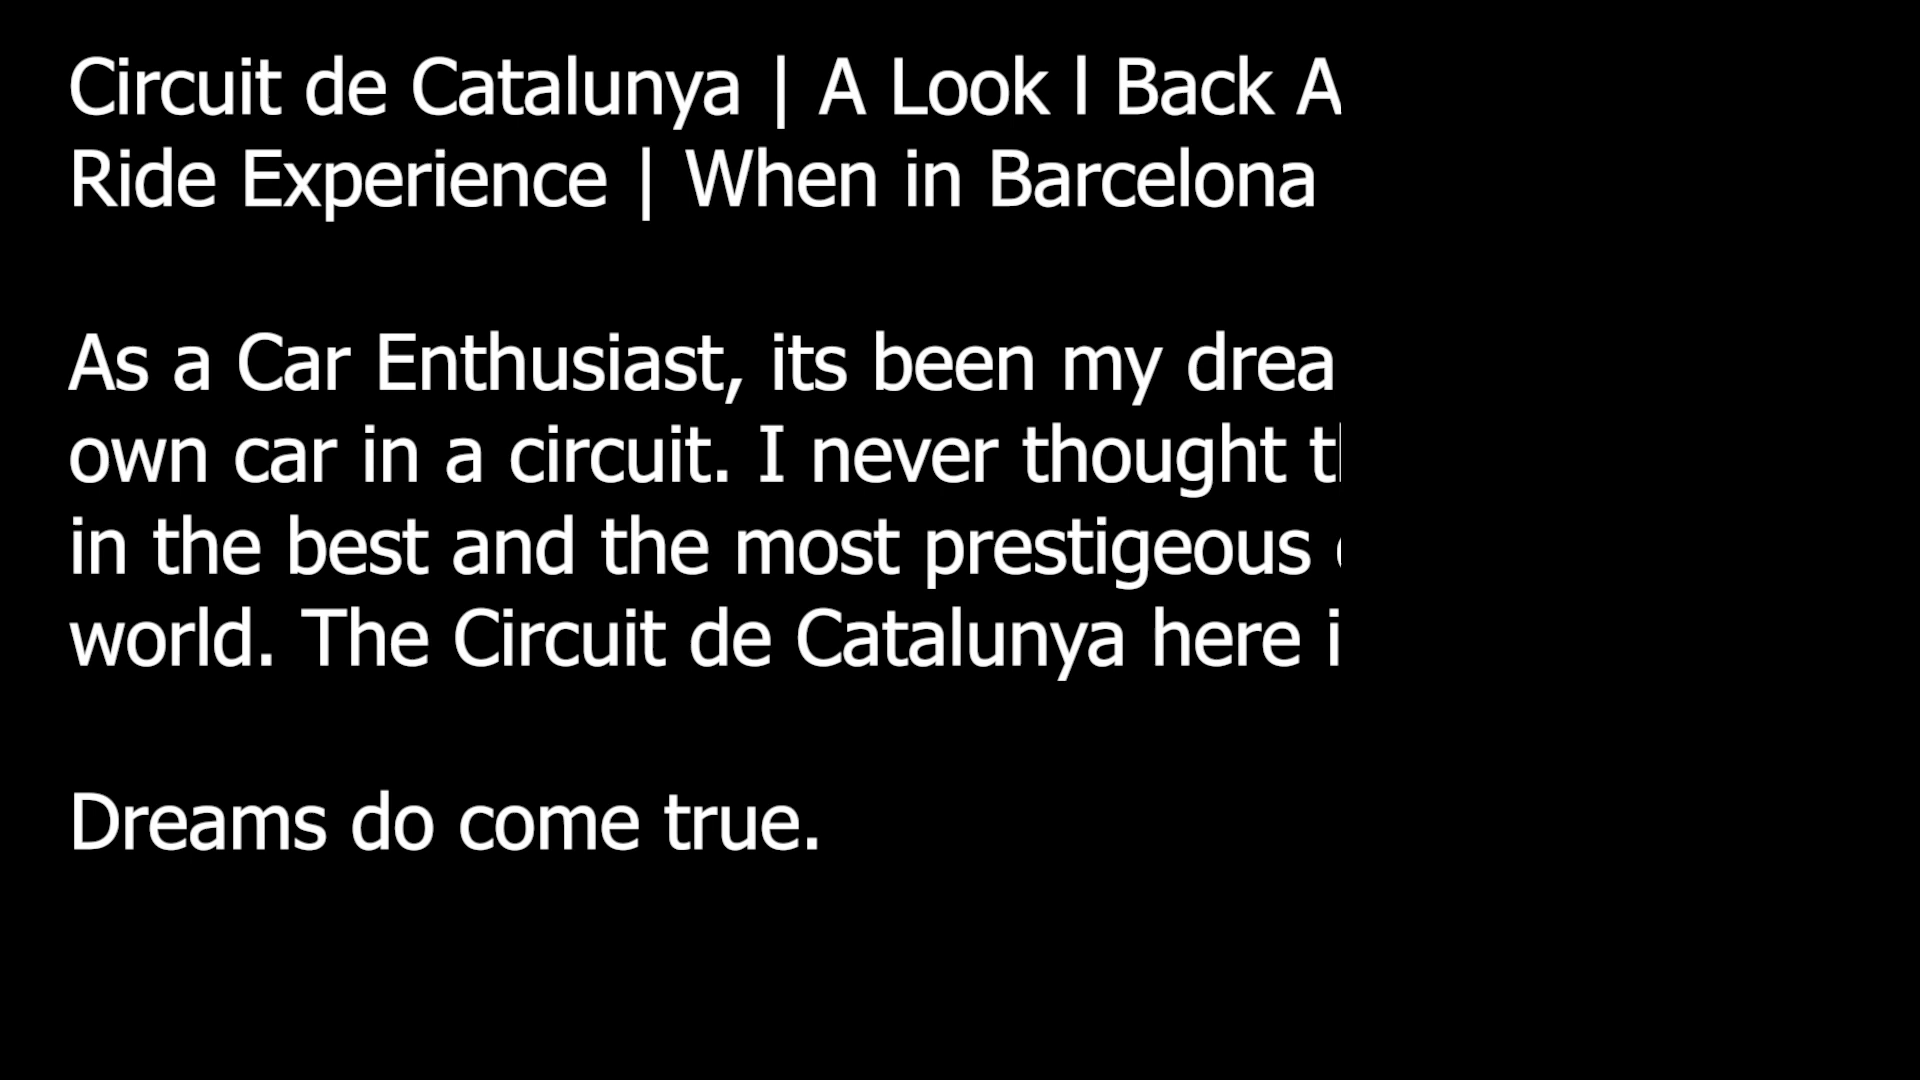 Circuit de Catalunya | A Look l Back A
Ride Experience | When in Barcelona
As a Car Enthusiast, its been my drea
own car in a circuit. I never thought
in the best and the most prestigeous
world. The Circuit de Catalunya here
Dreams do come true.